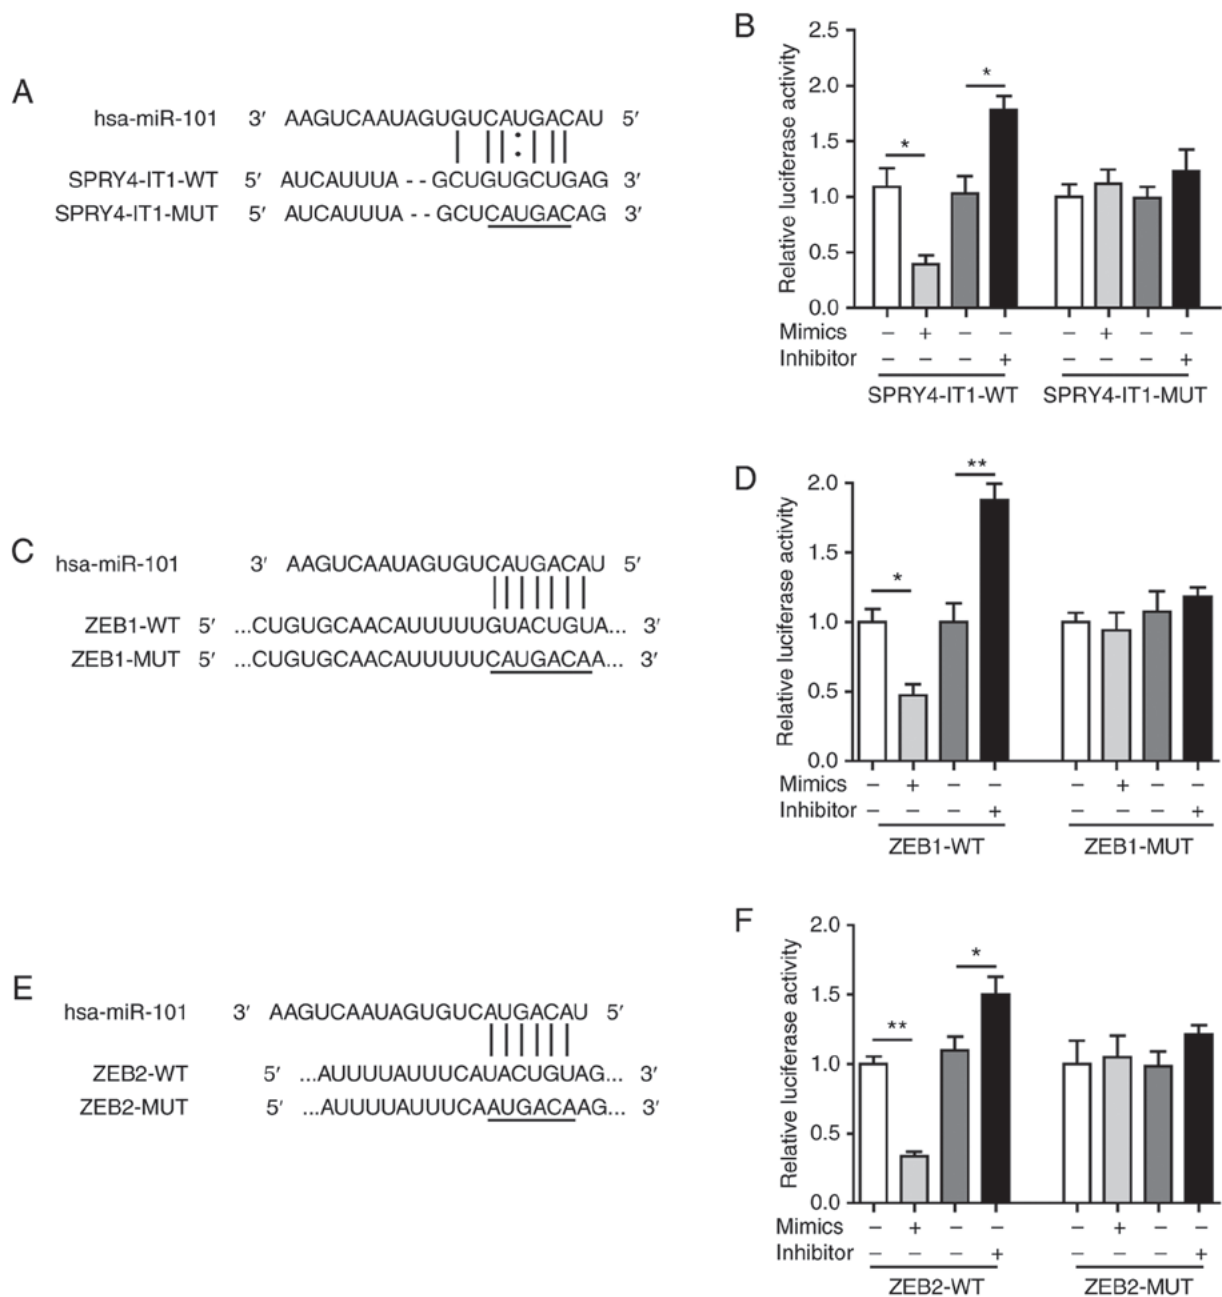 A
hsa-miR-101 3′ AAGUCAAUAGUGUCAUGACAU 5′
SPRY4-IT1-WT 5′ AUCAUUUA - - GCUGUGCUGAG 3′
SPRY4-IT1-MUT 5′ AUCAUUUA - - GCUCAUGACAG 3′
B
Relative luciferase activity
2.5
2.0
1.5
1.0
0.5
0.0
* *
Mimics − + − − − + − −
Inhibitor − − − + − − − +
SPRY4-IT1-WT SPRY4-IT1-MUT
C
hsa-miR-101 3′ AAGUCAAUAGUGUCAUGACAU 5′
ZEB1-WT 5′ ...CUGUGCAACAUUUUUGUACUGUA... 3′
ZEB1-MUT 5′ ...CUGUGCAACAUUUUUCAUGACAA... 3′
D
Relative luciferase activity
2.0
1.5
1.0
0.5
0.0
* **
Mimics − + − − − + − −
Inhibitor − − − + − − − +
ZEB1-WT ZEB1-MUT
E
hsa-miR-101 3′ AAGUCAAUAGUGUCAUGACAU 5′
ZEB2-WT 5′ ...AUUUUAUUUCAUACUGUAG... 3′
ZEB2-MUT 5′ ...AUUUUAUUUCAAUGACAAG... 3′
F
Relative luciferase activity
2.0
1.5
1.0
0.5
0.0
** *
Mimics − + − − − + − −
Inhibitor − − − + − − − +
ZEB2-WT ZEB2-MUT